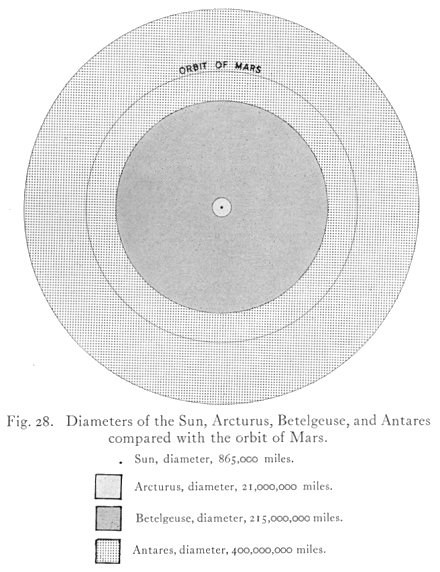 ORBIT OF MARS
Fig. 28. Diameters of the Sun, Arcturus, Betelgeuse, and Antares
compared with the orbit of Mars.
Sun, diameter, 865,000 miles.
Arcturus, diameter, 21,000,000 miles.
Betelgeuse, diameter, 215,000,000 miles.
Antares, diameter, 400,000,000 miles.